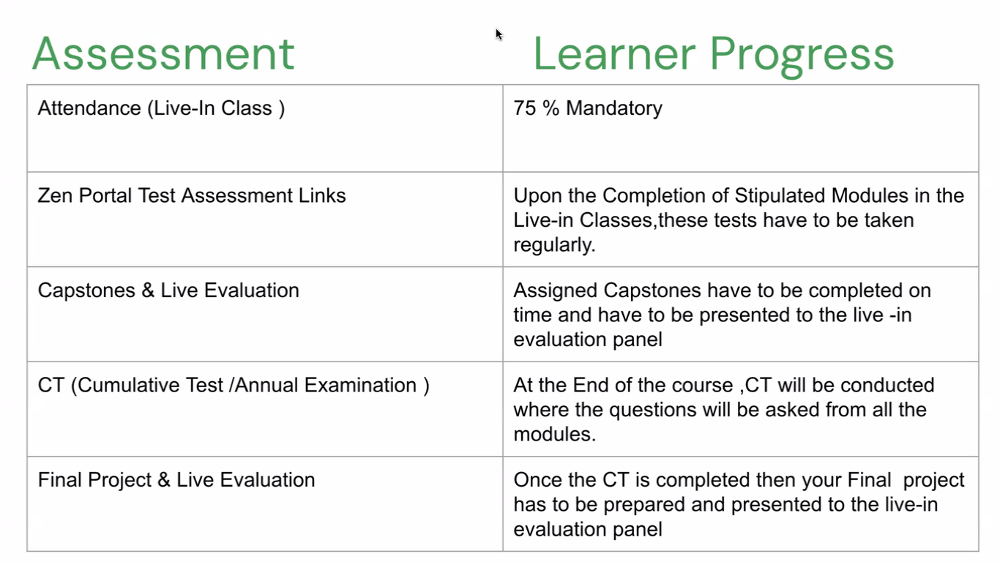 Assessment
Learner Progress
Attendance (Live-In Class )
75 % Mandatory
Zen Portal Test Assessment Links
Upon the Completion of Stipulated Modules in the
Live-in Classes,these tests have to be taken
regularly.
Capstones & Live Evaluation
Assigned Capstones have to be completed on
time and have to be presented to the live -in
evaluation panel
CT (Cumulative Test /Annual Examination )
At the End of the course ,CT will be conducted
where the questions will be asked from all the
modules.
Final Project & Live Evaluation
Once the CT is completed then your Final  project
has to be prepared and presented to the live-in
evaluation panel